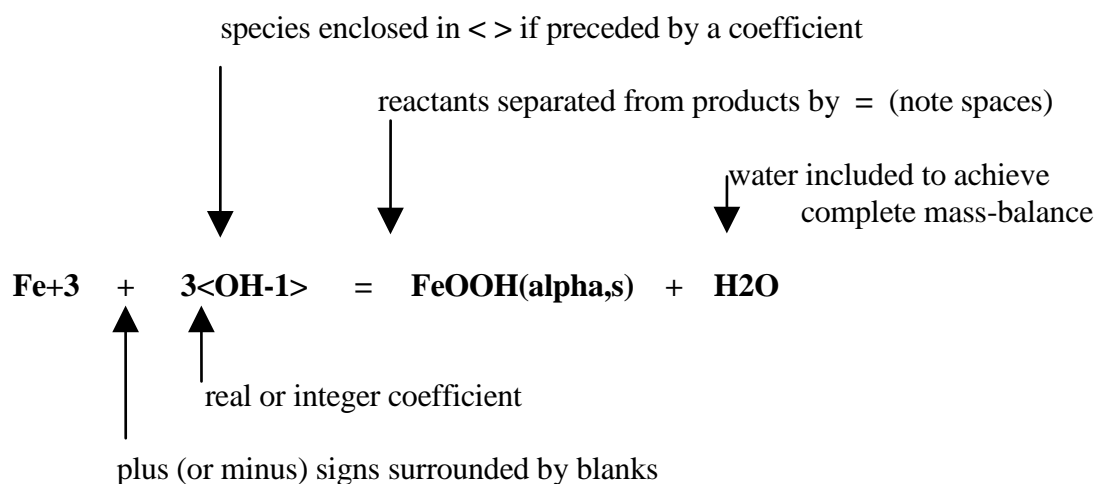 species enclosed in < > if preceded by a coefficient
reactants separated from products by = (note spaces)
water included to achieve
complete mass-balance
Fe+3 + 3<OH-1> = FeOOH(alpha,s) + H2O
real or integer coefficient
plus (or minus) signs surrounded by blanks